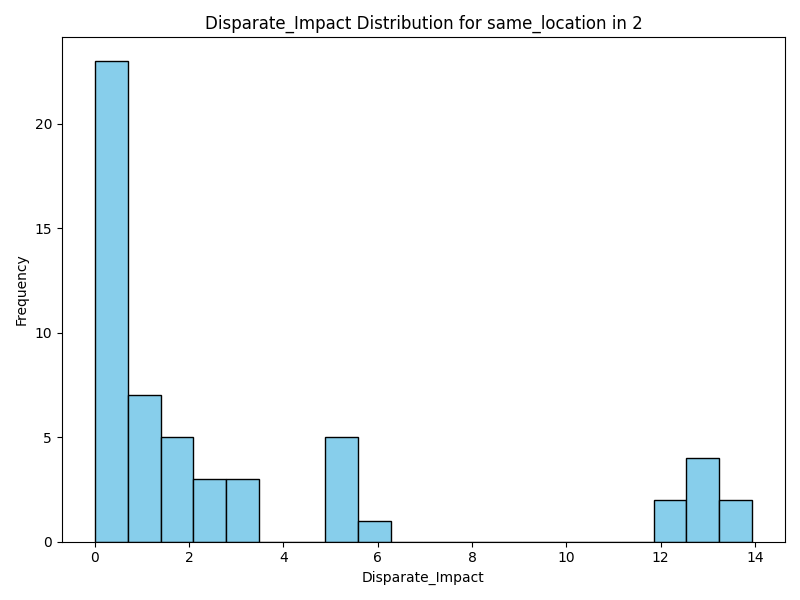 Disparate_Impact Distribution for same_location in 2
Frequency
20
15
10
5
0
0 2 4 6 8 10 12 14
Disparate_Impact